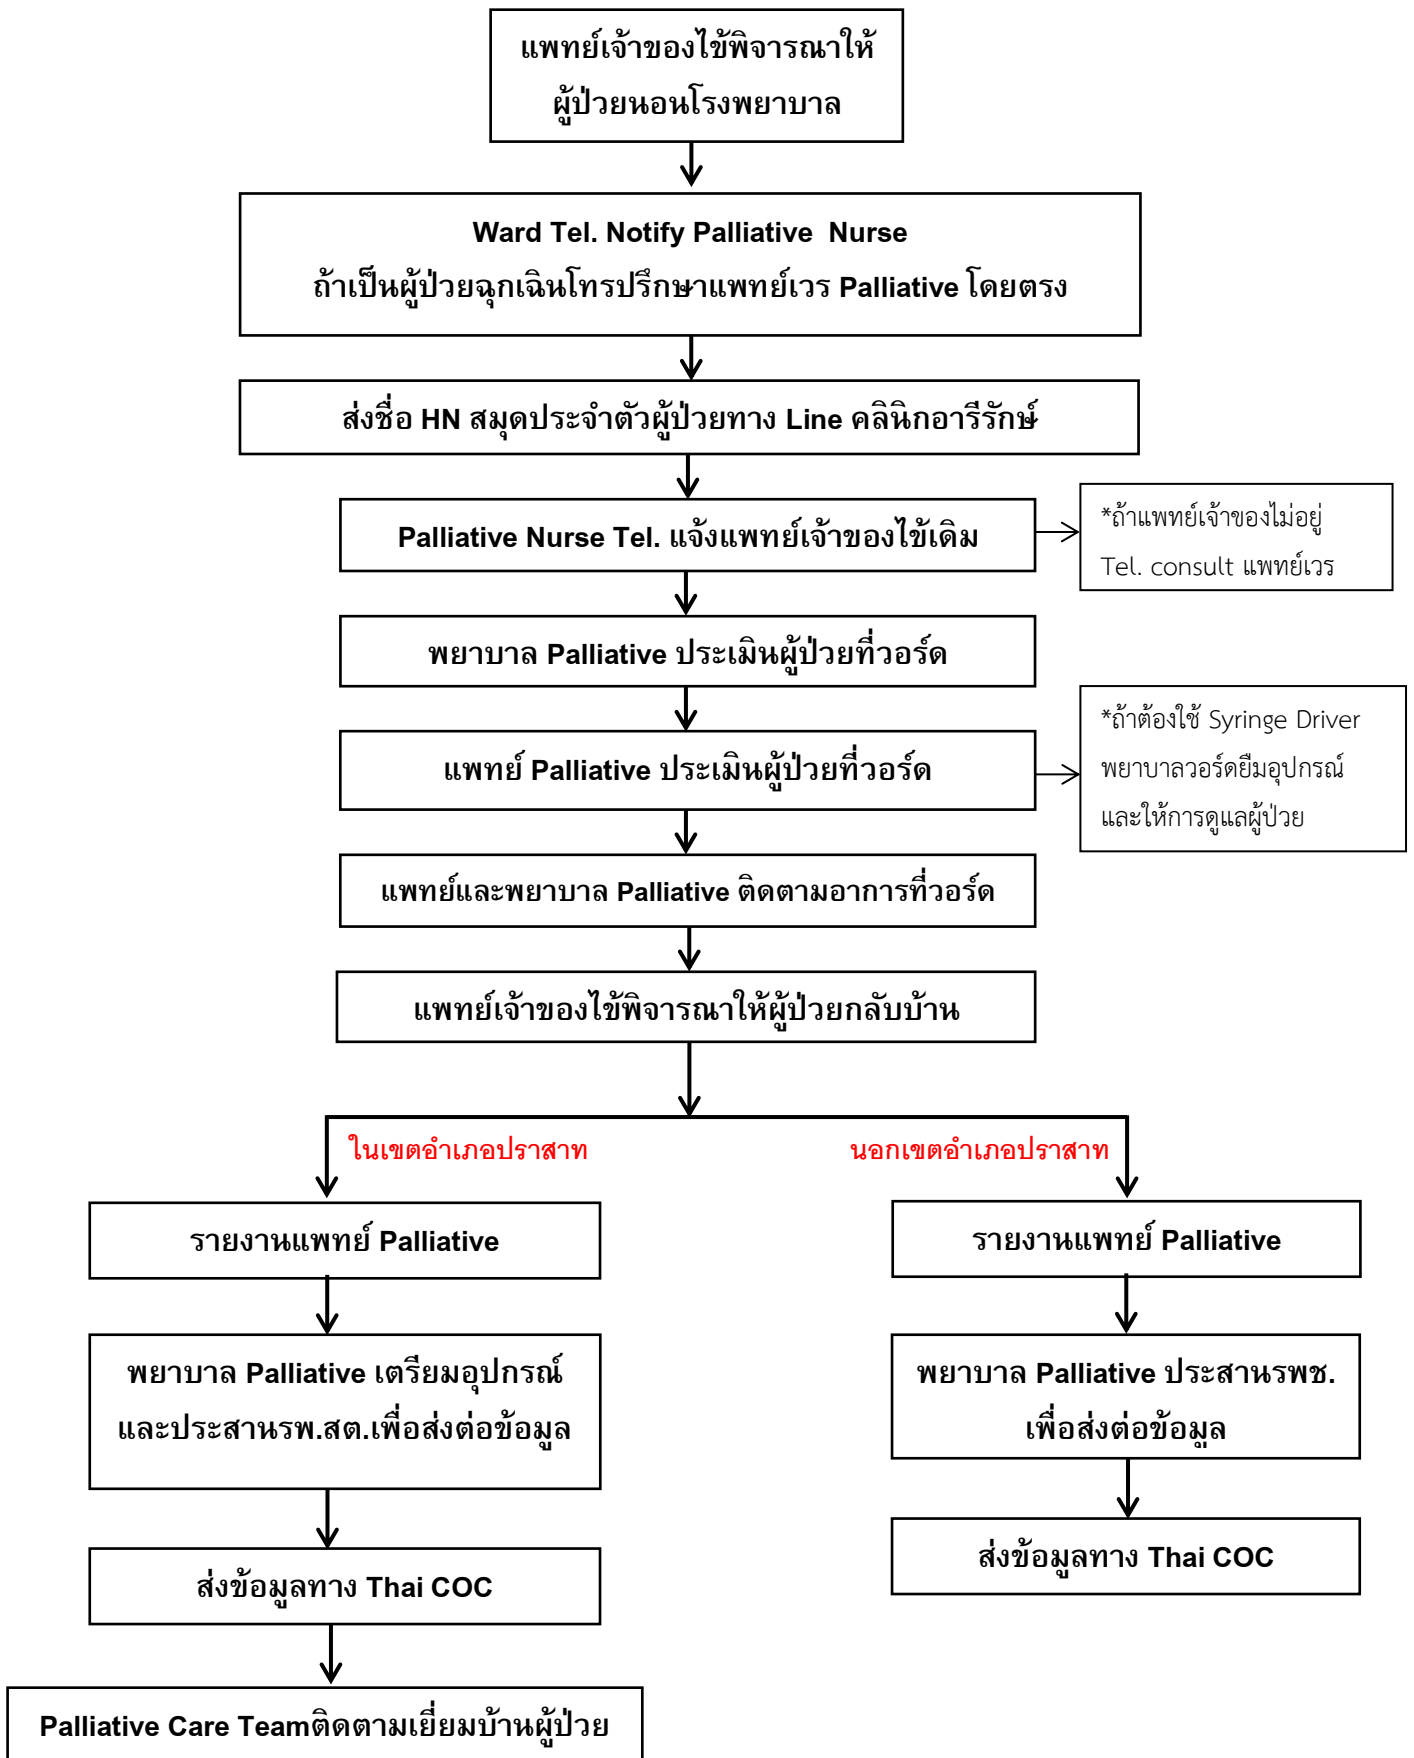 แพทย์เจ้าของไข้พิจารณาให้
ผู้ป่วยนอนโรงพยาบาล
Ward Tel. Notify Palliative  Nurse
ถ้าเป็นผู้ป่วยฉุกเฉินโทรปรึกษาแพทย์เวร Palliative โดยตรง
ส่งชื่อ HN สมุดประจำตัวผู้ป่วยทาง Line คลินิกอารีรักษ์
Palliative Nurse Tel. แจ้งแพทย์เจ้าของไข้เดิม
*ถ้าแพทย์เจ้าของไม่อยู่
Tel. consult แพทย์เวร
พยาบาล Palliative ประเมินผู้ป่วยที่วอร์ด
แพทย์ Palliative ประเมินผู้ป่วยที่วอร์ด
*ถ้าต้องใช้ Syringe Driver
พยาบาลวอร์ดยืมอุปกรณ์
และให้การดูแลผู้ป่วย
แพทย์และพยาบาล Palliative ติดตามอาการที่วอร์ด
แพทย์เจ้าของไข้พิจารณาให้ผู้ป่วยกลับบ้าน
ในเขตอำเภอปราสาท
นอกเขตอำเภอปราสาท
รายงานแพทย์ Palliative
รายงานแพทย์ Palliative
พยาบาล Palliative เตรียมอุปกรณ์
และประสานรพ.สต.เพื่อส่งต่อข้อมูล
พยาบาล Palliative ประสานรพช.
เพื่อส่งต่อข้อมูล
ส่งข้อมูลทาง Thai COC
ส่งข้อมูลทาง Thai COC
Palliative Care Teamติดตามเยี่ยมบ้านผู้ป่วย